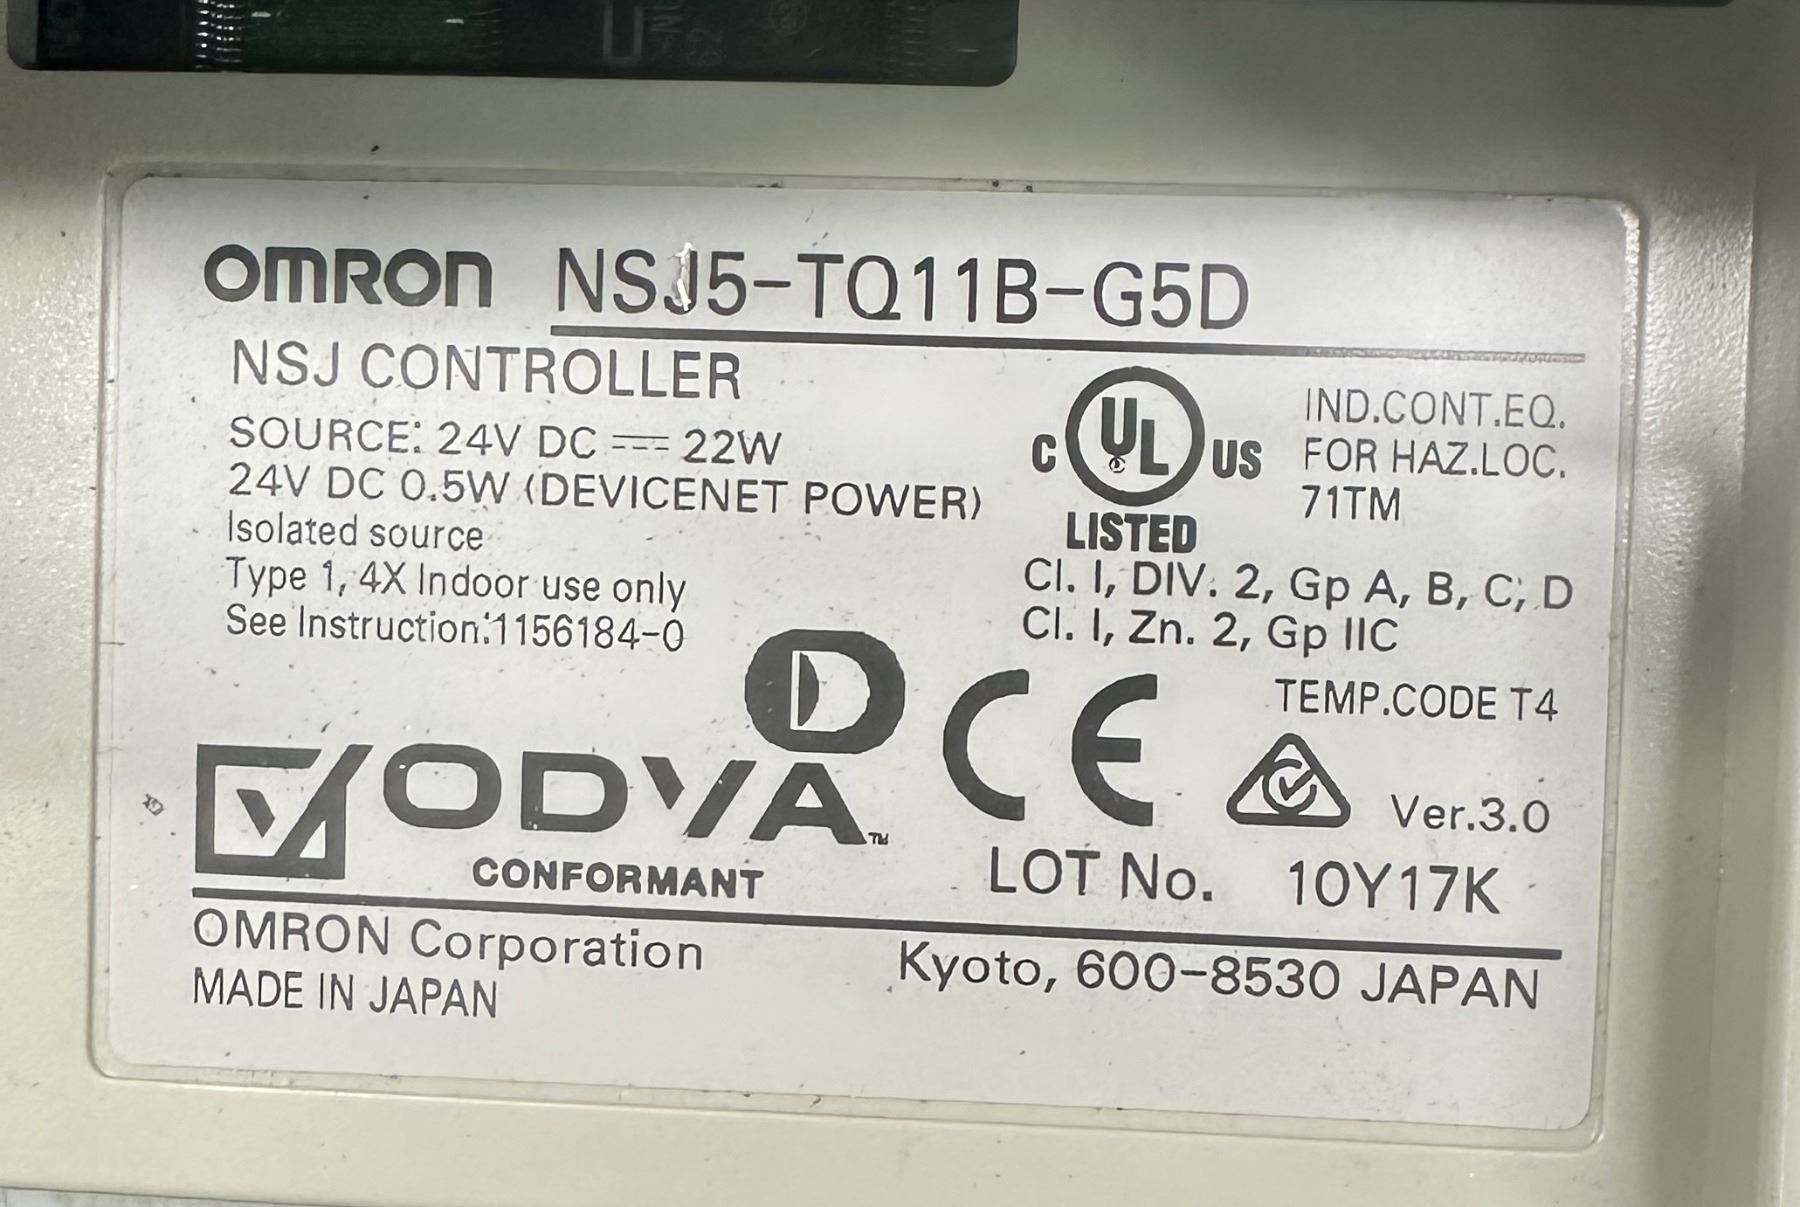 OMRON NSJ5-TQ11B-G5D
NSJ CONTROLLER
SOURCE: 24V DC ⎓ 22W
24V DC 0.5W (DEVICENET POWER)
Isolated source
Type 1, 4X Indoor use only
See Instruction:1156184-0
C UL US
LISTED
IND.CONT.EQ.
FOR HAZ.LOC.
71TM
Cl. I, DIV. 2, Gp A, B, C, D
Cl. I, Zn. 2, Gp IIC
TEMP.CODE T4
D
CE
ODVA™
CONFORMANT
Ver.3.0
LOT No. 10Y17K
OMRON Corporation
MADE IN JAPAN
Kyoto, 600-8530 JAPAN